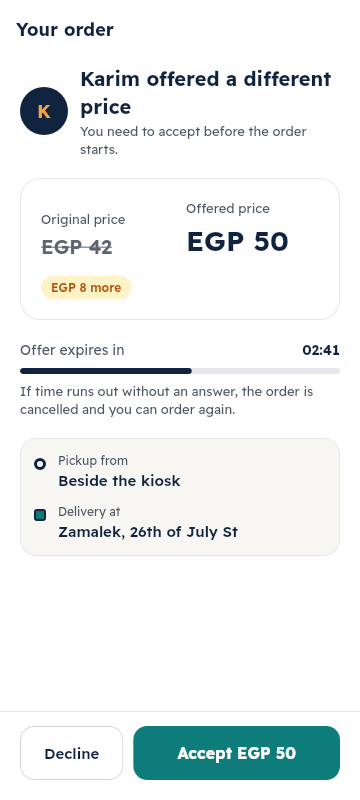 Your order
K
Karim offered a different
price
You need to accept before the order
starts.
Original price
EGP 42
EGP 8 more
Offered price
EGP 50
Offer expires in
02:41
If time runs out without an answer, the order is
cancelled and you can order again.
Pickup from
Beside the kiosk
Delivery at
Zamalek, 26th of July St
Decline
Accept EGP 50